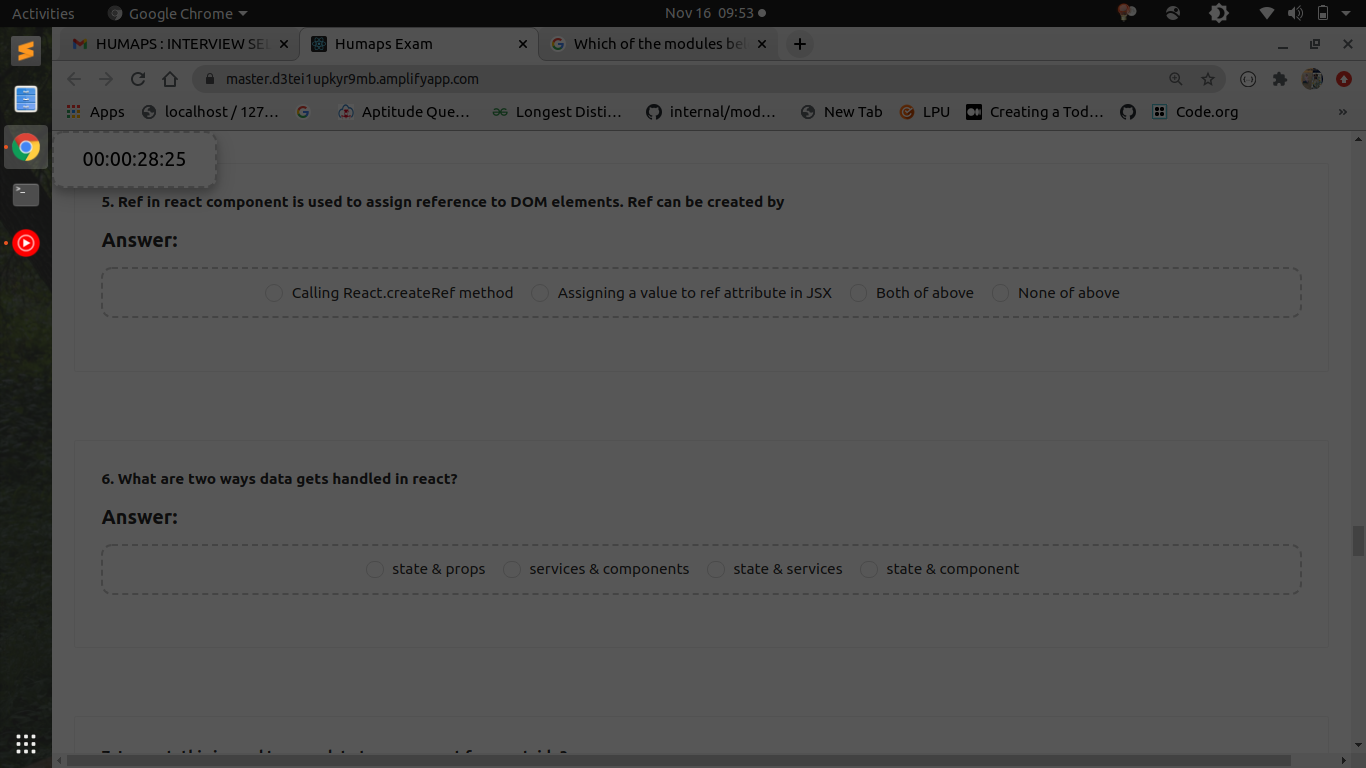 Activities Google Chrome Nov 16 09:53
HUMAPS : INTERVIEW SE Humaps Exam Which of the modules be
master.d3tei1upkyr9mb.amplifyapp.com
Apps localhost / 127... Aptitude Que... Longest Disti... internal/mod... New Tab LPU Creating a Tod... Code.org »
00:00:28:25
5. Ref in react component is used to assign reference to DOM elements. Ref can be created by
Answer:
Calling React.createRef method Assigning a value to ref attribute in JSX Both of above None of above
6. What are two ways data gets handled in react?
Answer:
state & props services & components state & services state & component